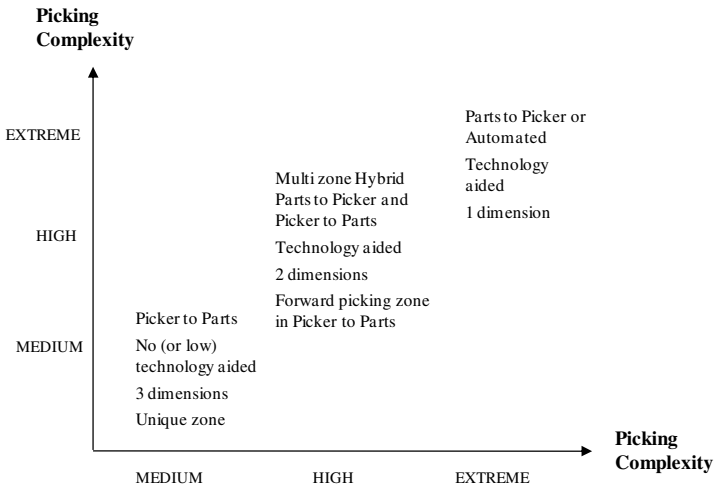 Picking
Complexity
EXTREME
HIGH
MEDIUM
Parts to Picker or
Automated
Technology
aided
1 dimension
Multi zone Hybrid
Parts to Picker and
Picker to Parts
Technology aided
2 dimensions
Forward picking zone
in Picker to Parts
Picker to Parts
No (or low)
technology aided
3 dimensions
Unique zone
Picking
Complexity
MEDIUM
HIGH
EXTREME